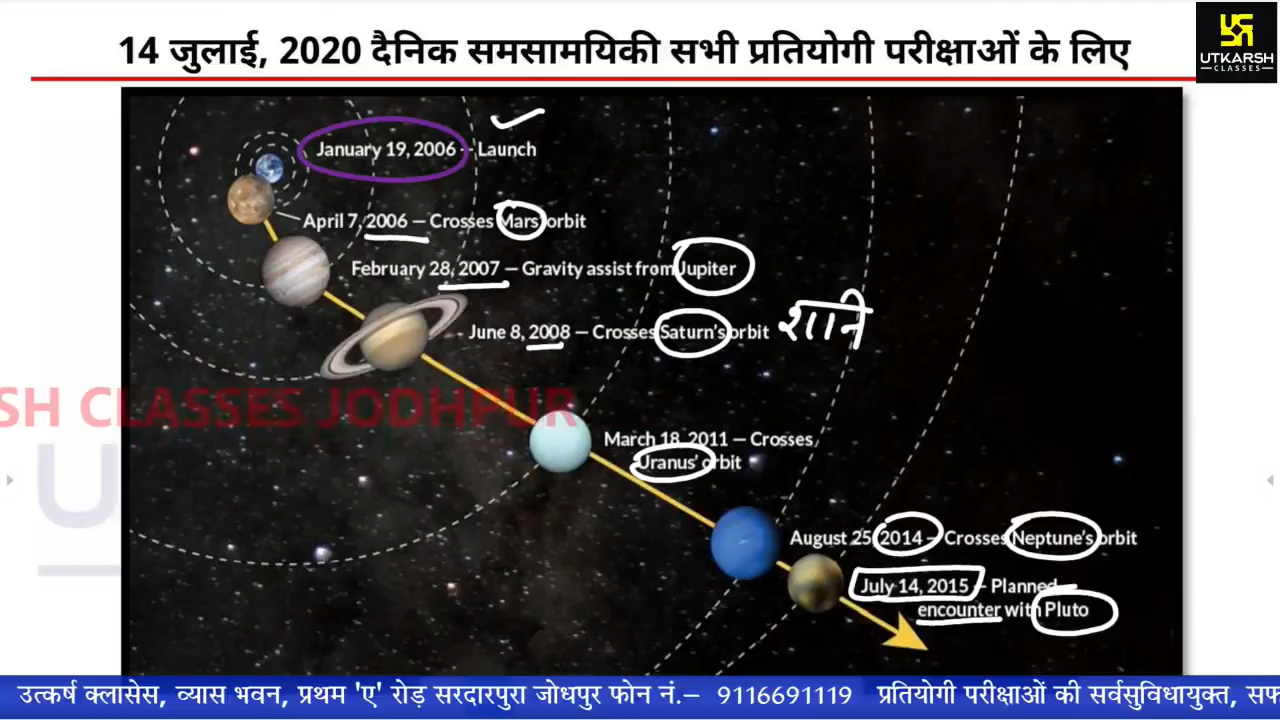 14 जुलाई, 2020 दैनिक समसामयिकी सभी प्रतियोगी परीक्षाओं के लिए
UTKARSH
CLASSES
January 19, 2006 – Launch
April 7, 2006 – Crosses Mars orbit
February 28, 2007 – Gravity assist from Jupiter
June 8, 2008 – Crosses Saturn's orbit शनि
SH CLASSES JODHPUR
U
March 18, 2011 – Crosses
Uranus' orbit
August 25 2014 – Crosses Neptune's orbit
July 14, 2015 – Planned
encounter with Pluto
उत्कर्ष क्लासेस, व्यास भवन, प्रथम 'ए' रोड़ सरदारपुरा जोधपुर फोन नं.– 9116691119 प्रतियोगी परीक्षाओं की सर्वसुविधायुक्त, सफ